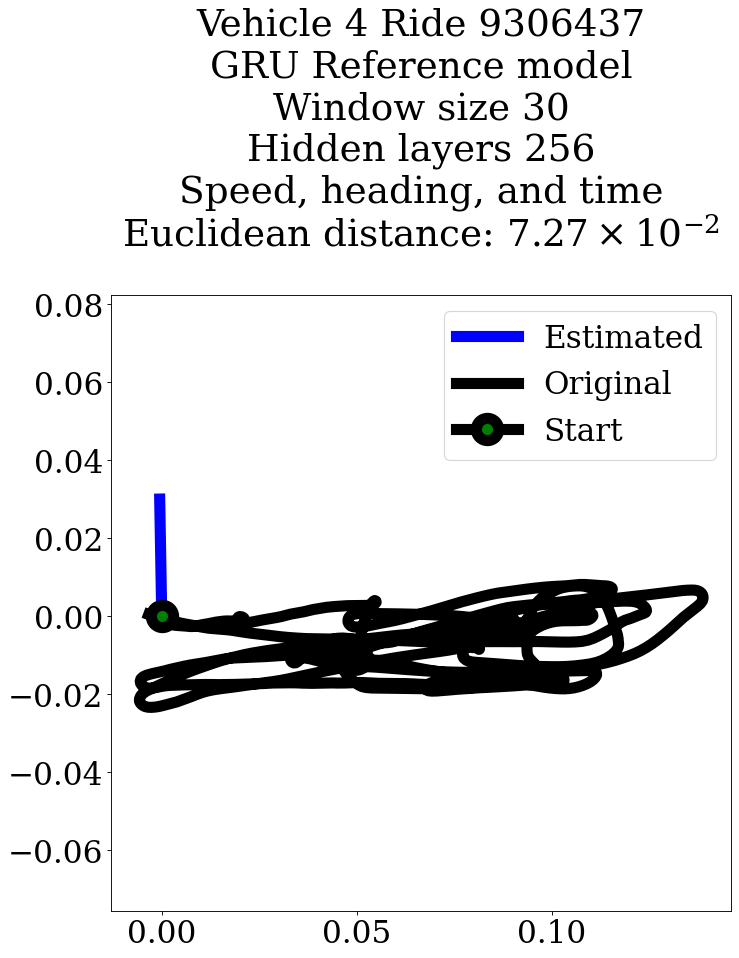 Vehicle 4 Ride 9306437
GRU Reference model
Window size 30
Hidden layers 256
Speed, heading, and time
Euclidean distance: 7.27 × 10⁻²
Estimated
Original
Start
0.08
0.06
0.04
0.02
0.00
−0.02
−0.04
−0.06
0.00 0.05 0.10